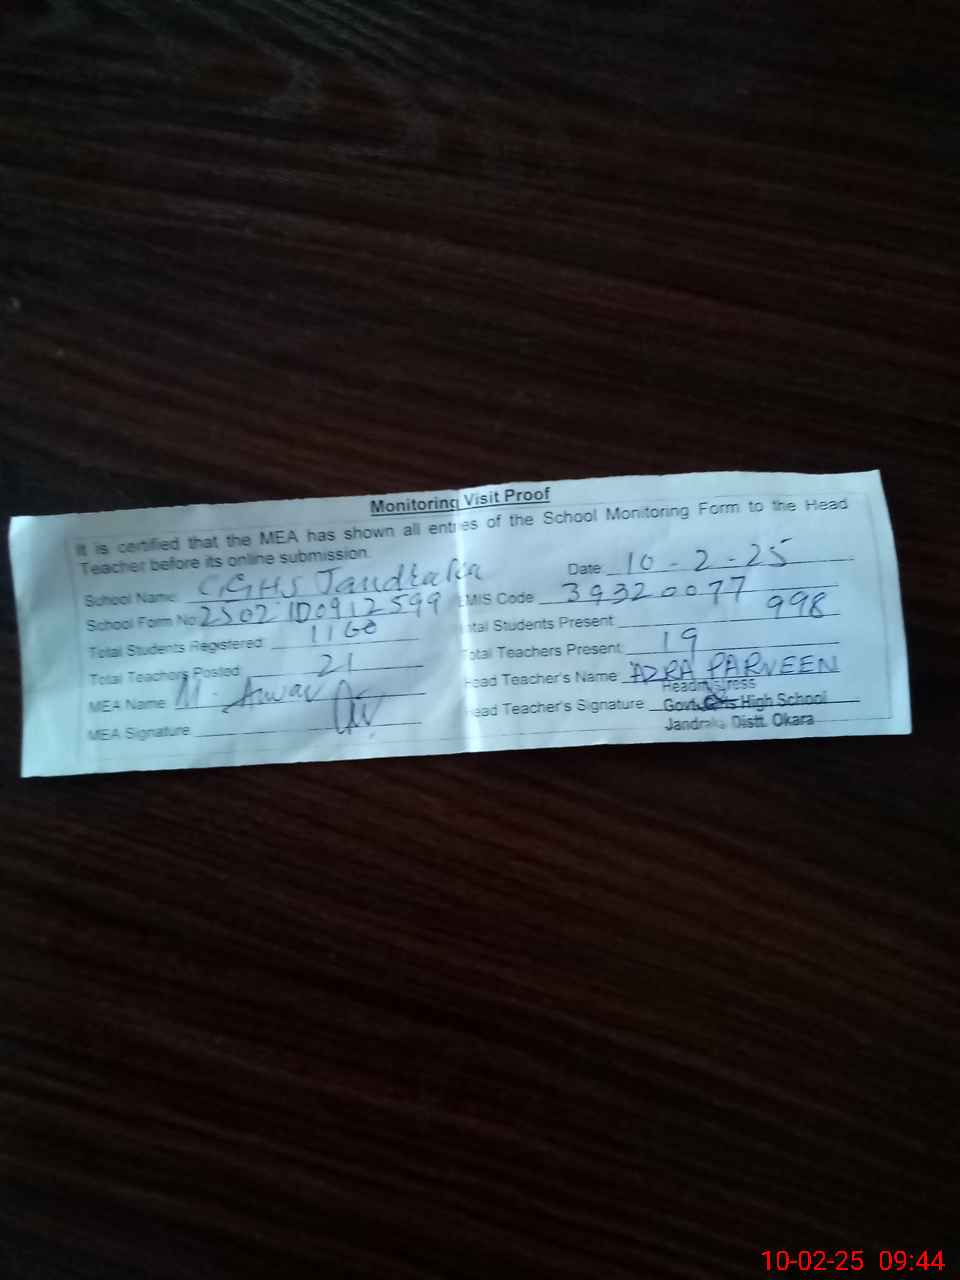 Monitoring Visit Proof
It is certified that the MEA has shown all entries of the School Monitoring Form to the Head
Teacher before its online submission.
School Name: GGHS Jandraka Date 10-2-25
School Form No 2502100912599 EMIS Code 39320077
Total Students Registered: 1160 Total Students Present 998
Total Teachers Posted: 21 Total Teachers Present: 19
MEA Name M. Head Teacher's Name: AZRA PARVEEN
MEA Signature Head Teacher's Signature
Headmistress
Govt. Girls High School
Jandraka Distt. Okara
10-02-25 09:44